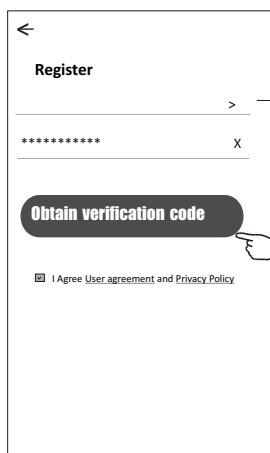 Register
>
*********** X
Obtain verification code
I Agree User agreement and Privacy Policy